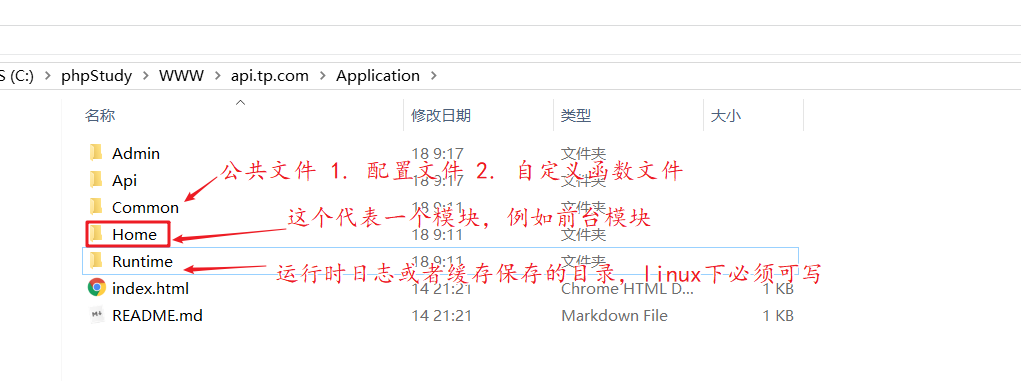 S (C:) > phpStudy > WWW > api.tp.com > Application >
名称 修改日期 类型 大小
Admin 18 9:17 文件夹
公共文件 1. 配置文件 2. 自定义函数文件
Api 18 9:17 文件夹
Common 18 9:11 文件夹
这个代表一个模块，例如前台模块
Home 18 9:11 文件夹
Runtime 18 9:11 文件夹
运行时日志或者缓存保存的目录，linux下必须可写
index.html 14 21:21 Chrome HTML D... 1 KB
README.md 14 21:21 Markdown File 1 KB